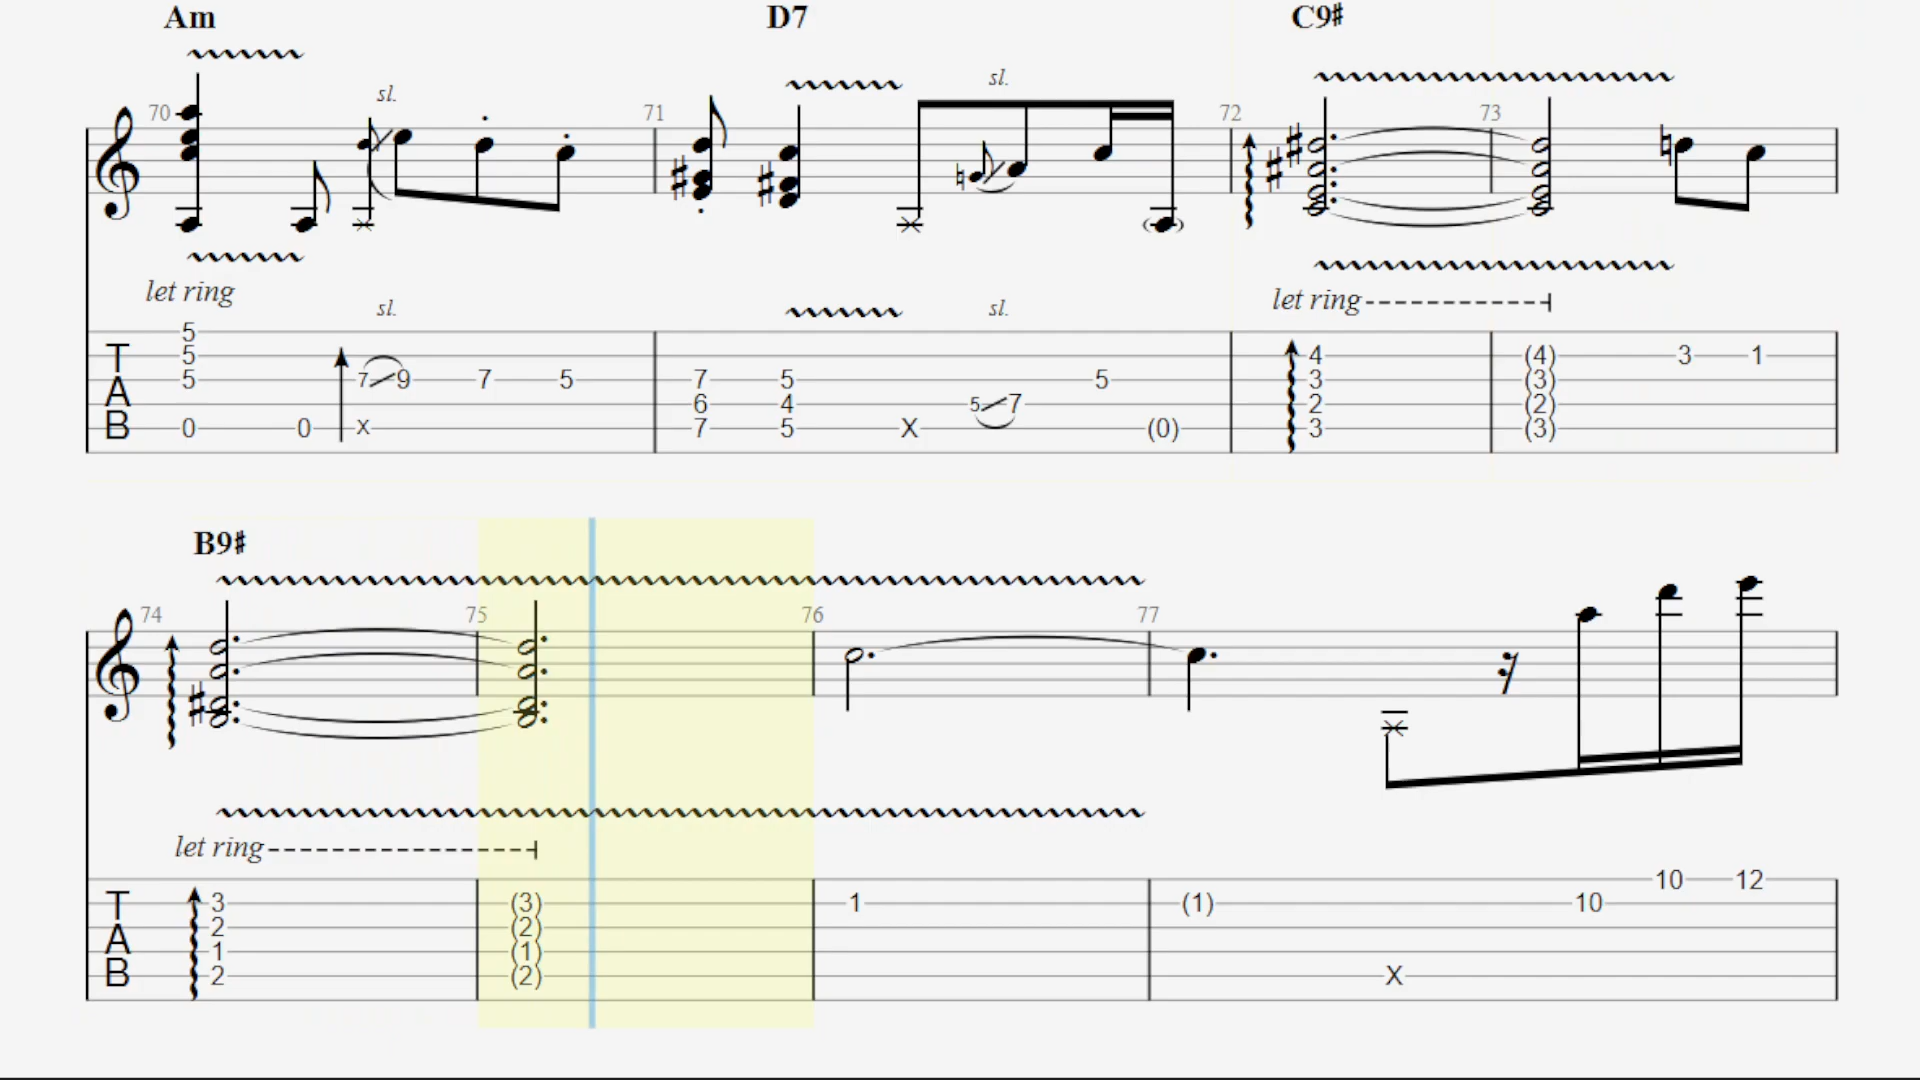 Am D7 C9♯
sl. sl.
70 71 72 73
let ring let ring
sl. sl.
5 4 (4) 3 1
T 5 3 (3)
A 5 7 9 7 5 7 5 5 2 (2)
6 4 5 7
B 0 0 X 7 5 X (0) 3 (3)
B9♯
74 75 76 77
let ring
10 12
T 3 (3) 1 (1) 10
2 (2)
A 1 (1)
B 2 (2) X